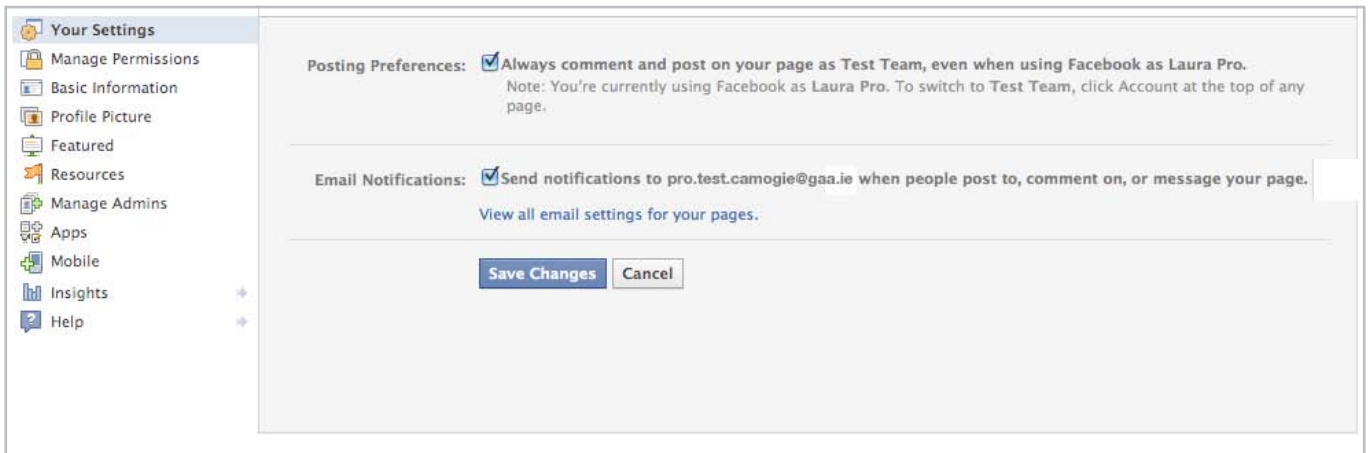 Your Settings
Manage Permissions
Basic Information
Profile Picture
Featured
Resources
Manage Admins
Apps
Mobile
Insights
Help
Posting Preferences: Always comment and post on your page as Test Team, even when using Facebook as Laura Pro.
Note: You're currently using Facebook as Laura Pro. To switch to Test Team, click Account at the top of any
page.
Email Notifications: Send notifications to pro.test.camogie@gaa.ie when people post to, comment on, or message your page.
View all email settings for your pages.
Save Changes Cancel